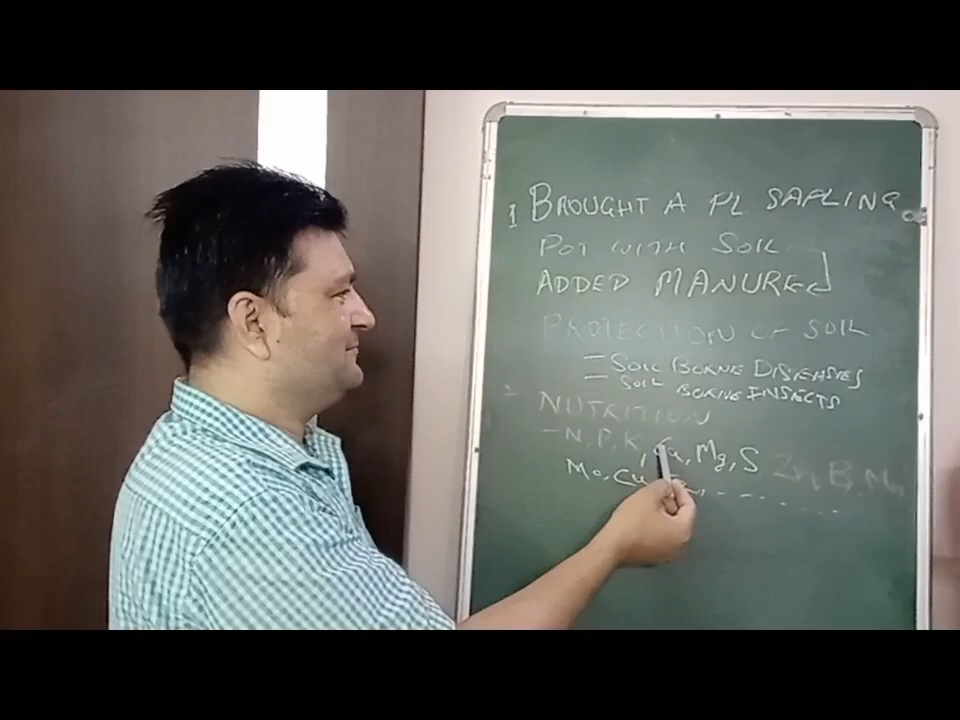 1 BROUGHT A PL SAPLING
POT WITH SOIL
ADDED MANURE
PROTECTION OF SOIL
= SOIL BORNE DISEASES
SOIL BORNE INSECTS
2 NUTRITION
- N, P, K, Ca, Mg, S Zn, B, Mn
Mo, Cu